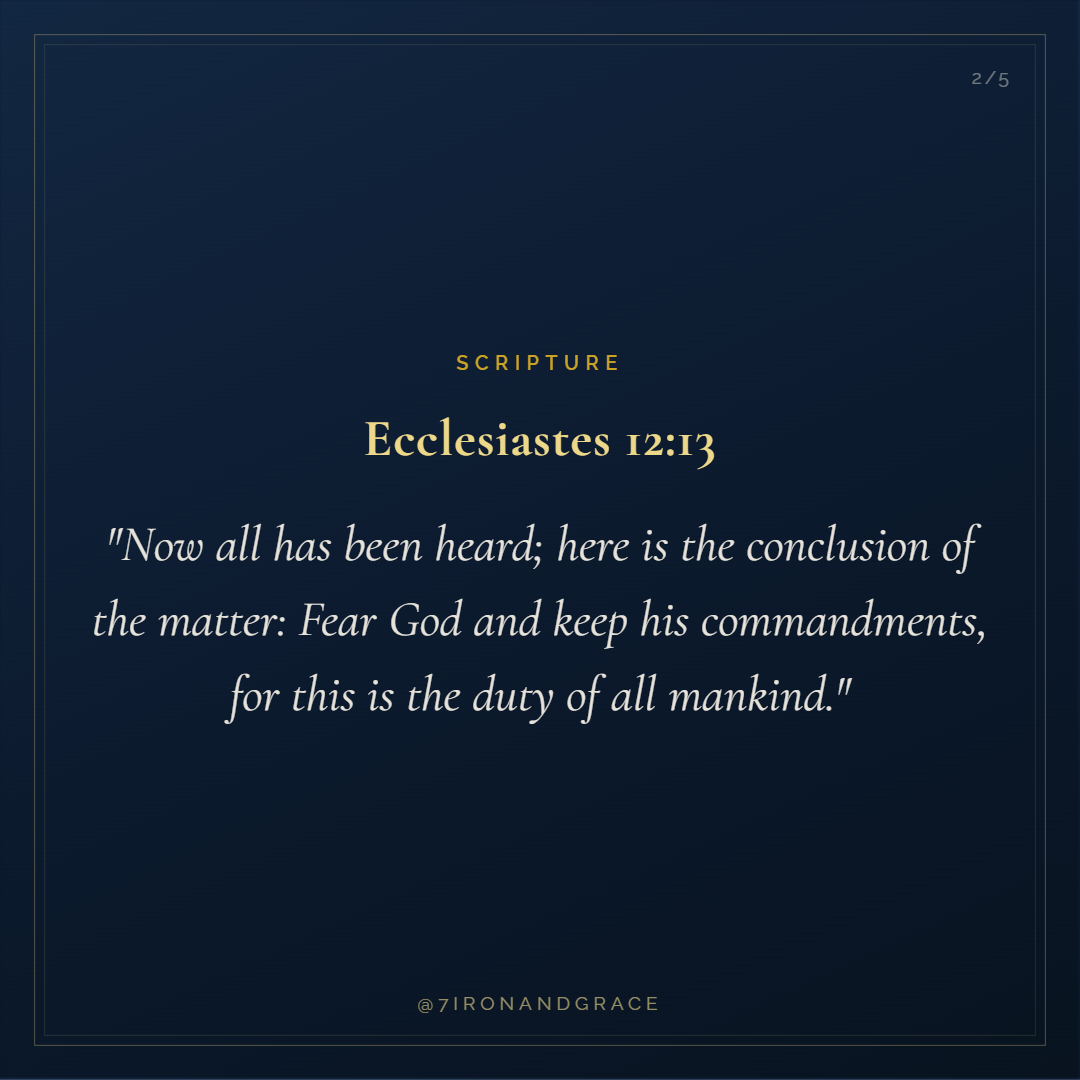 2/5
SCRIPTURE
Ecclesiastes 12:13
"Now all has been heard; here is the conclusion of
the matter: Fear God and keep his commandments,
for this is the duty of all mankind."
@7IRONANDGRACE